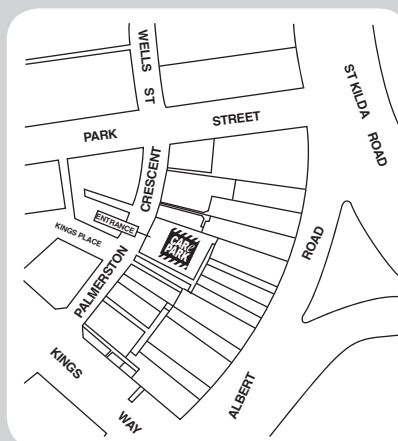 WELLS ST
ST KILDA ROAD
PARK STREET
CRESCENT
ENTRANCE
KINGS PLACE
CAR
PARK
ROAD
PALMERSTON
KINGS
WAY
ALBERT